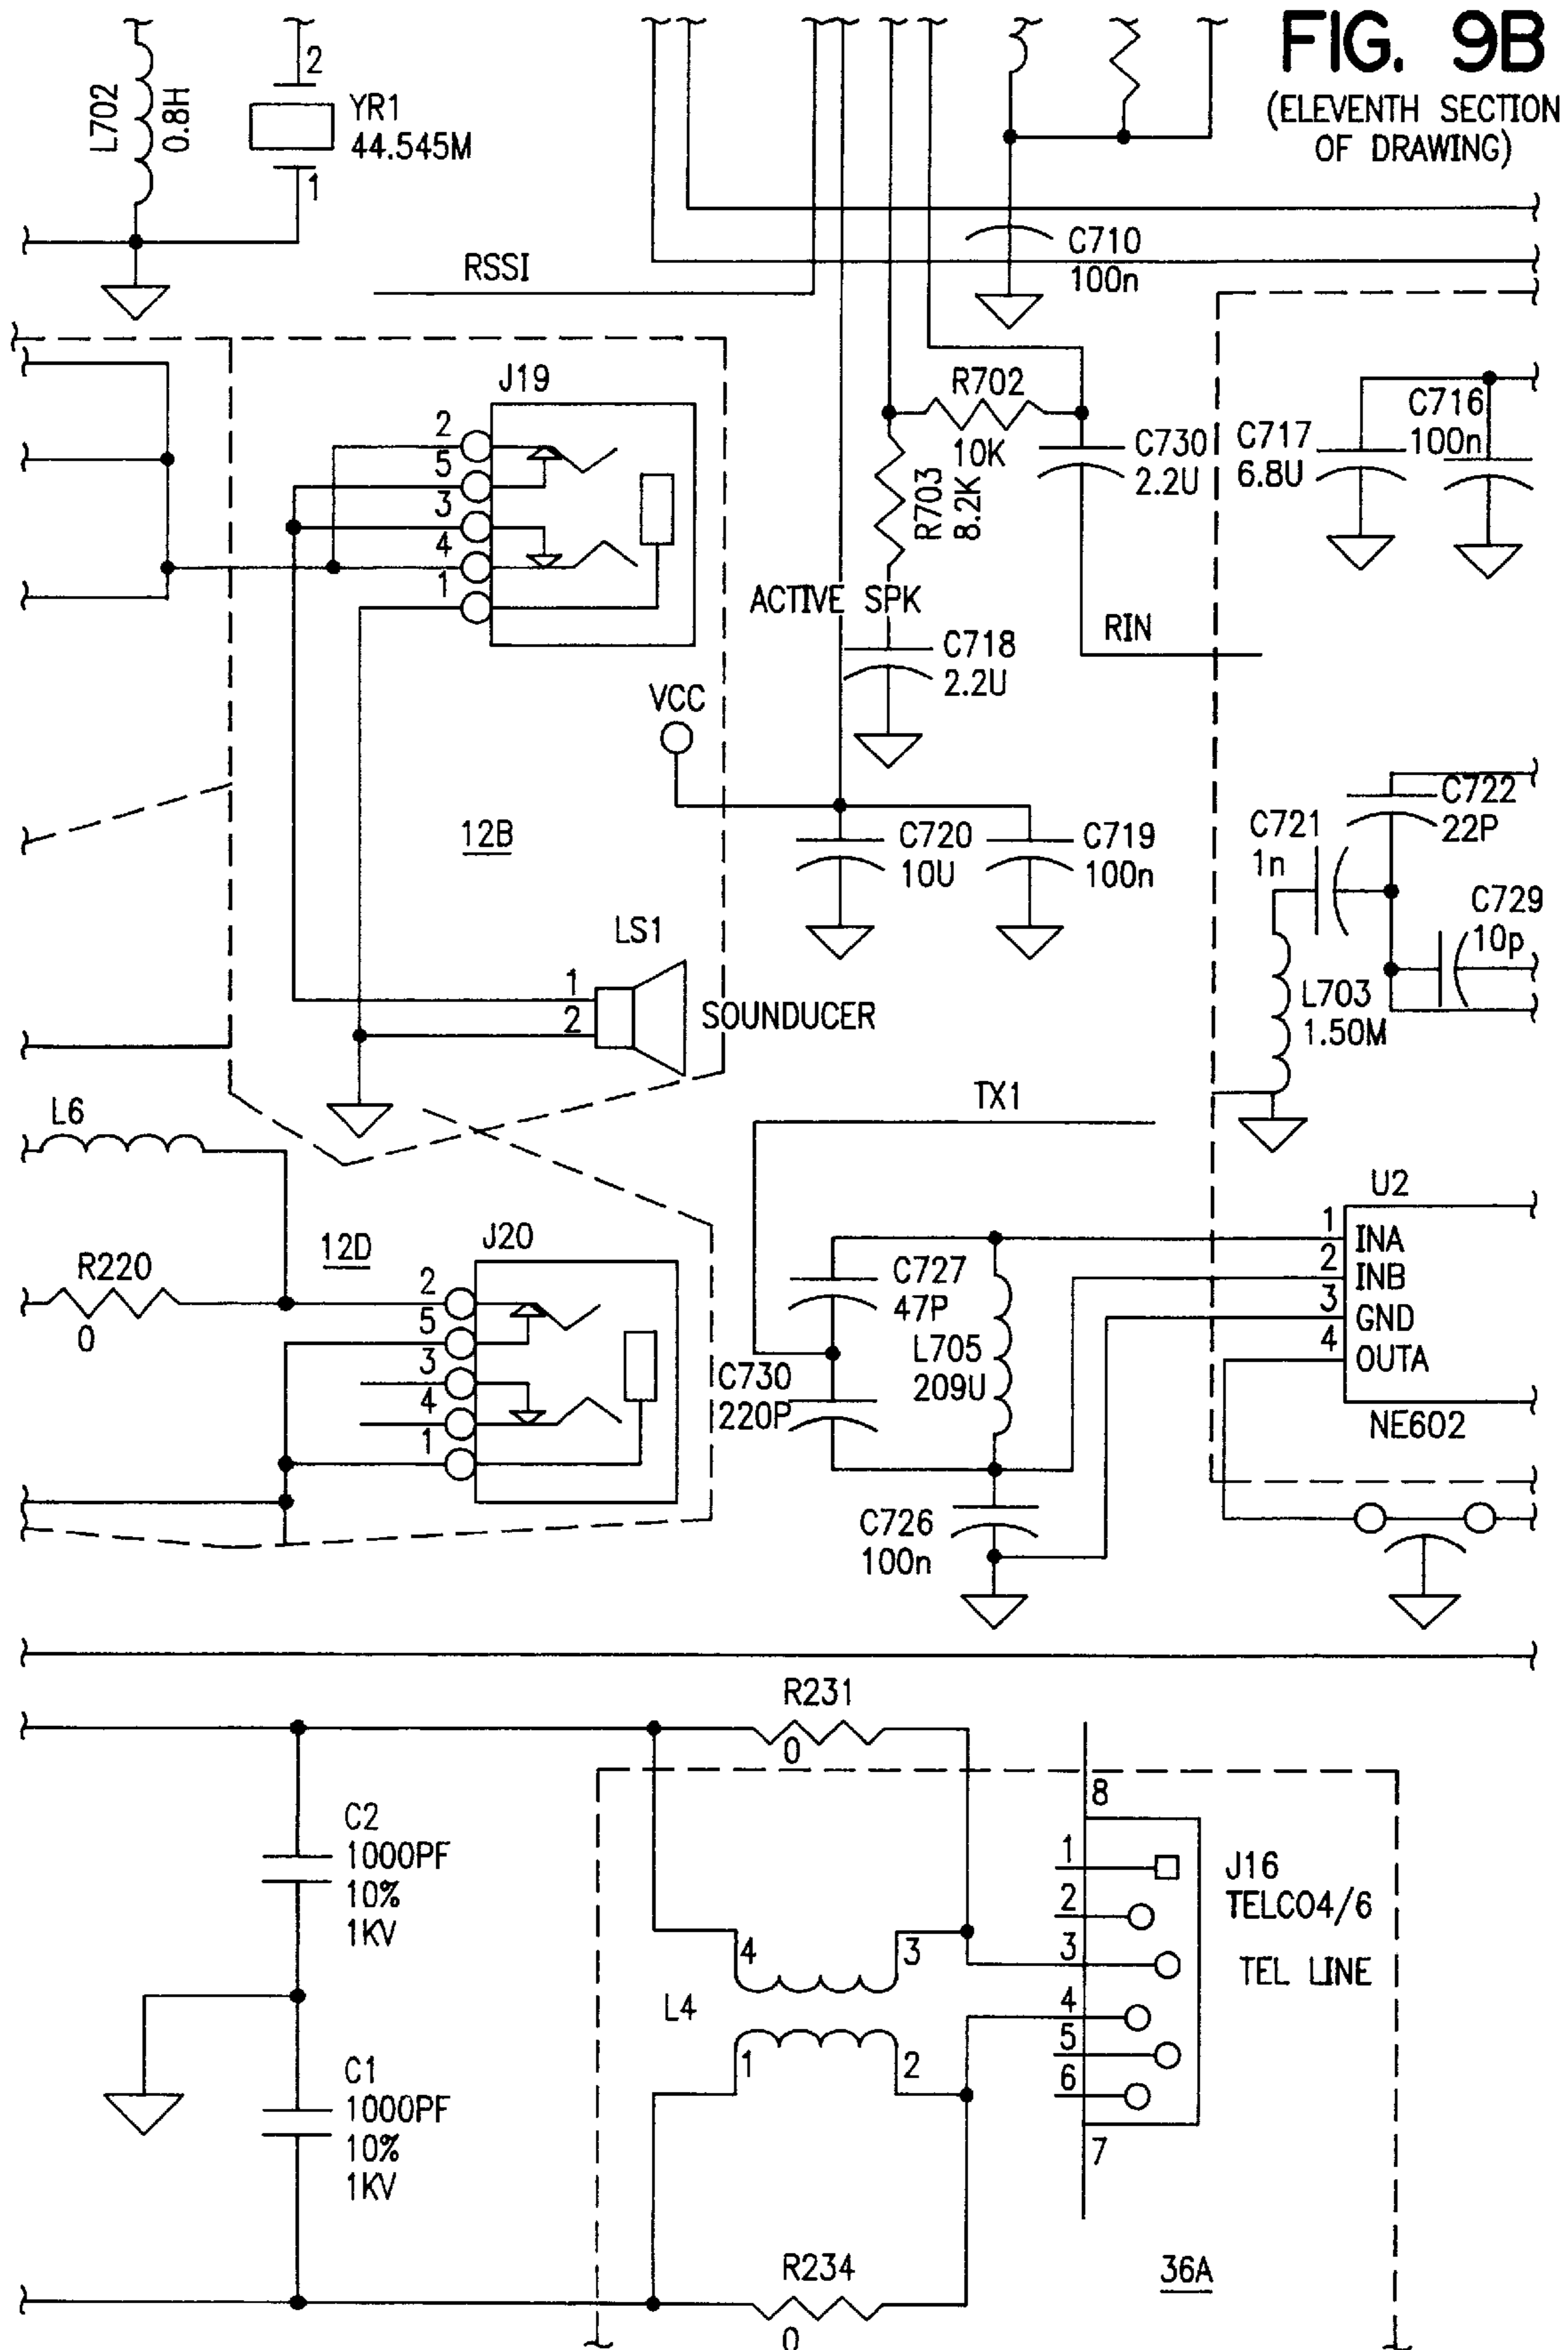 FIG. 9B
(ELEVENTH SECTION
OF DRAWING)
L702
0.8H
2
YR1
44.545M
1
RSSI
C710
100n
J19
2
5
3
4
1
R702
10K
R703
8.2K
C730
2.2U
C717
6.8U
C716
100n
ACTIVE SPK
RIN
C718
2.2U
VCC
12B
C720
10U
C719
100n
C721
1n
C722
22P
C729
10p
L703
1.50M
LS1
1
2
SOUNDUCER
TX1
L6
R220
0
12D
J20
2
5
3
4
1
C727
47P
L705
209U
C730
220P
C726
100n
U2
1
INA
2
INB
3
GND
4
OUTA
NE602
R231
0
C2
1000PF
10%
1KV
8
1
2
3
4
5
6
7
J16
TELCO4/6
TEL LINE
4
3
L4
1
2
C1
1000PF
10%
1KV
R234
0
36A